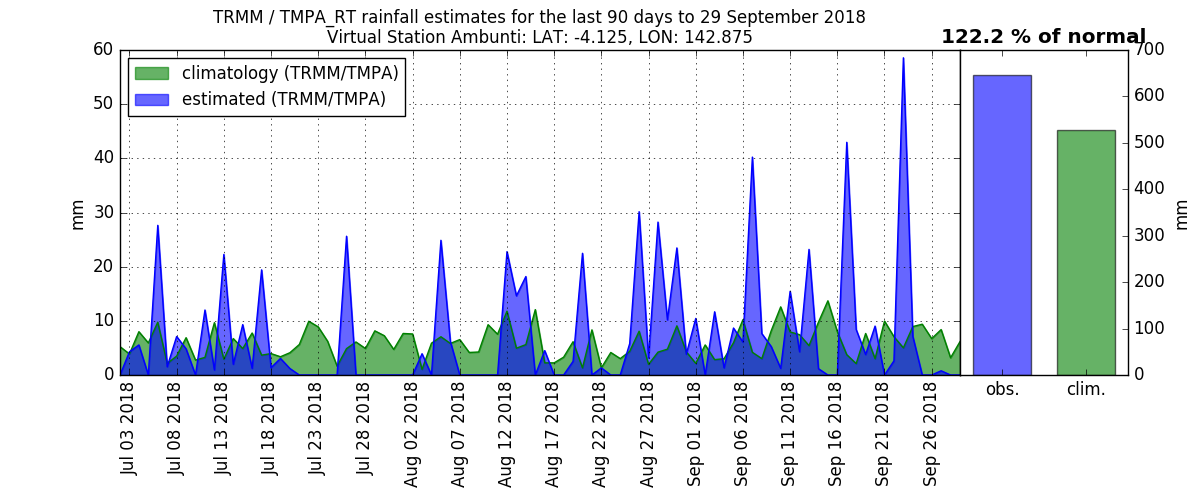 TRMM / TMPA_RT rainfall estimates for the last 90 days to 29 September 2018
Virtual Station Ambunti: LAT: -4.125, LON: 142.875
122.2 % of normal
climatology (TRMM/TMPA)
estimated (TRMM/TMPA)
mm
60
50
40
30
20
10
0
Jul 03 2018
Jul 08 2018
Jul 13 2018
Jul 18 2018
Jul 23 2018
Jul 28 2018
Aug 02 2018
Aug 07 2018
Aug 12 2018
Aug 17 2018
Aug 22 2018
Aug 27 2018
Sep 01 2018
Sep 06 2018
Sep 11 2018
Sep 16 2018
Sep 21 2018
Sep 26 2018
obs.
clim.
700
600
500
400
300
200
100
0
mm